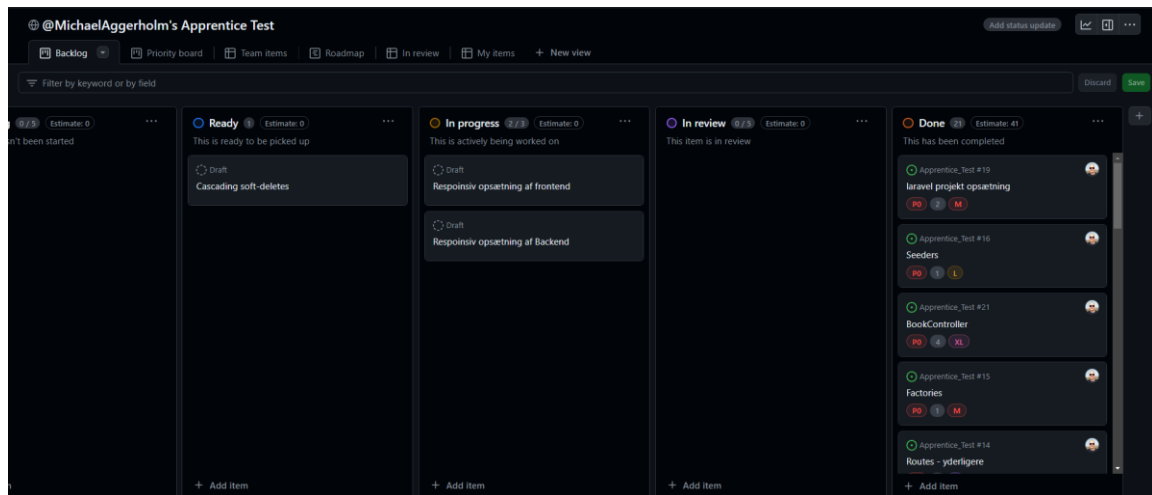 @MichaelAggerholm's Apprentice Test
Add status update
Backlog
Priority board
Team items
Roadmap
In review
My items
+ New view
Filter by keyword or by field
Discard
Save
0 / 5 Estimate: 0
n't been started
Ready 1 Estimate: 0
This is ready to be picked up
Draft
Cascading soft-deletes
+ Add item
In progress 2 / 3 Estimate: 0
This is actively being worked on
Draft
Respoinsiv opsætning af frontend
Draft
Respoinsiv opsætning af Backend
+ Add item
In review 0 / 5 Estimate: 0
This item is in review
+ Add item
Done 21 Estimate: 41
This has been completed
Apprentice_Test #19
laravel projekt opsætning
P0 2 M
Apprentice_Test #16
Seeders
P0 1 L
Apprentice_Test #21
BookController
P0 4 XL
Apprentice_Test #15
Factories
P0 1 M
Apprentice_Test #14
Routes - yderligere
+ Add item